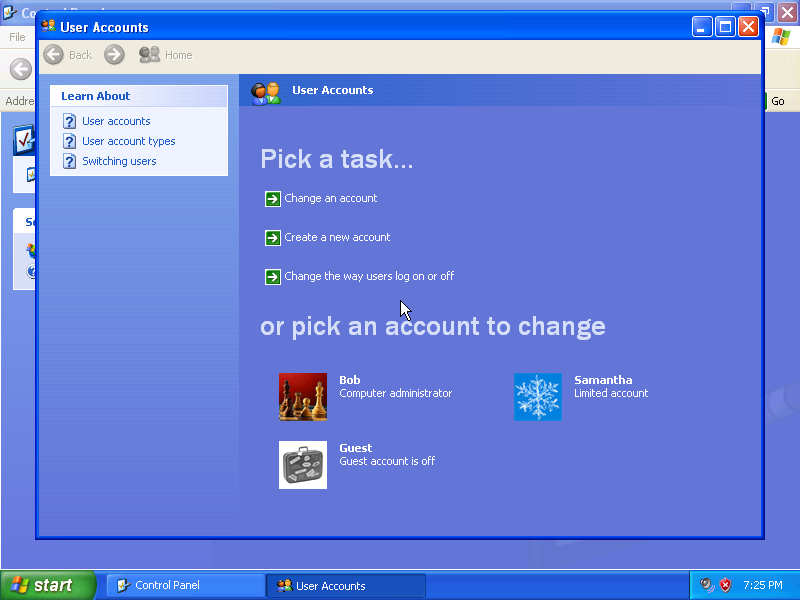 User Accounts
File
Back
Home
Addre
Go
Learn About
User accounts
User account types
Switching users
User Accounts
Pick a task...
Change an account
Create a new account
Change the way users log on or off
or pick an account to change
Bob
Computer administrator
Samantha
Limited account
Guest
Guest account is off
start
Control Panel
User Accounts
7:25 PM